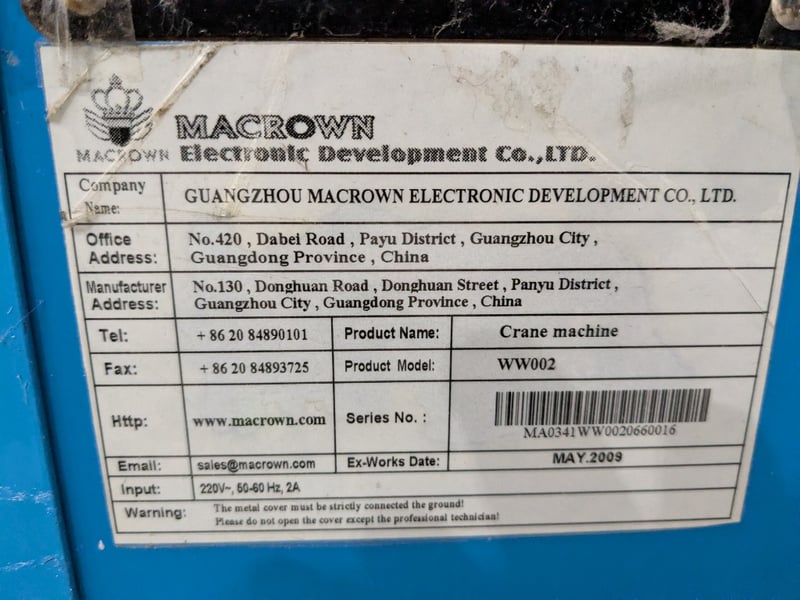 MACROWN
MACROWN
Electronic Development Co.,LTD.
Company Name: GUANGZHOU MACROWN ELECTRONIC DEVELOPMENT CO., LTD.
Office Address: No.420 , Dabei Road , Payu District , Guangzhou City ,
Guangdong Province , China
Manufacturer Address: No.130 , Donghuan Road , Donghuan Street , Panyu District ,
Guangzhou City , Guangdong Province , China
Tel: + 86 20 84890101 Product Name: Crane machine
Fax: + 86 20 84893725 Product Model: WW002
Http: www.macrown.com Series No. :
MA0341WW0020660016
Email: sales@macrown.com Ex-Works Date: MAY.2009
Input: 220V~, 50-60 Hz, 2A
Warning: The metal cover must be strictly connected the ground!
Please do not open the cover except the professional technician!